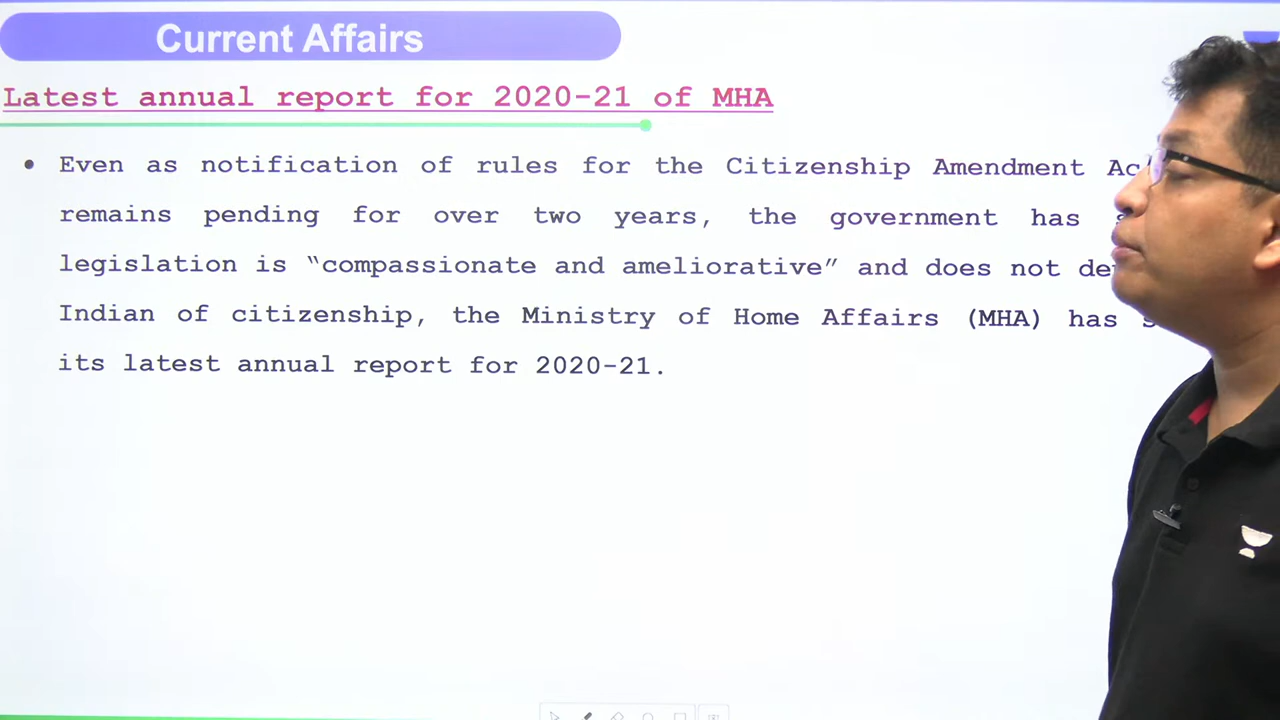 Current Affairs
Latest annual report for 2020-21 of MHA
• Even as notification of rules for the Citizenship Amendment
remains pending for over two years, the government has
legislation is “compassionate and ameliorative” and does not
Indian of citizenship, the Ministry of Home Affairs (MHA) has
its latest annual report for 2020-21.